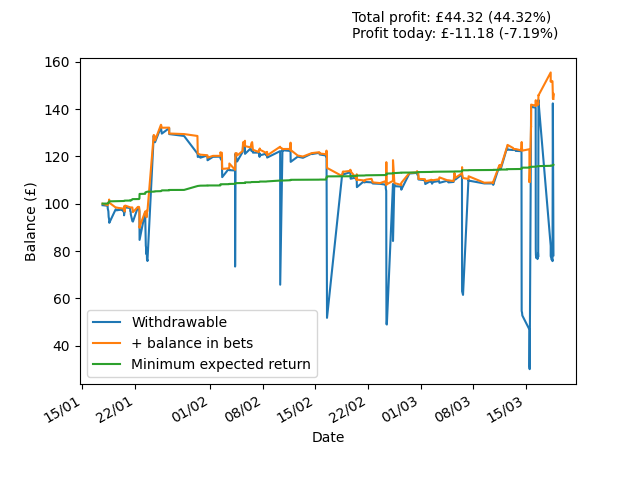 Total profit: £44.32 (44.32%)
Profit today: £-11.18 (-7.19%)
160
140
120
100
80
60
40
Balance (£)
Withdrawable
+ balance in bets
Minimum expected return
15/01
22/01
01/02
08/02
15/02
22/02
01/03
08/03
15/03
Date